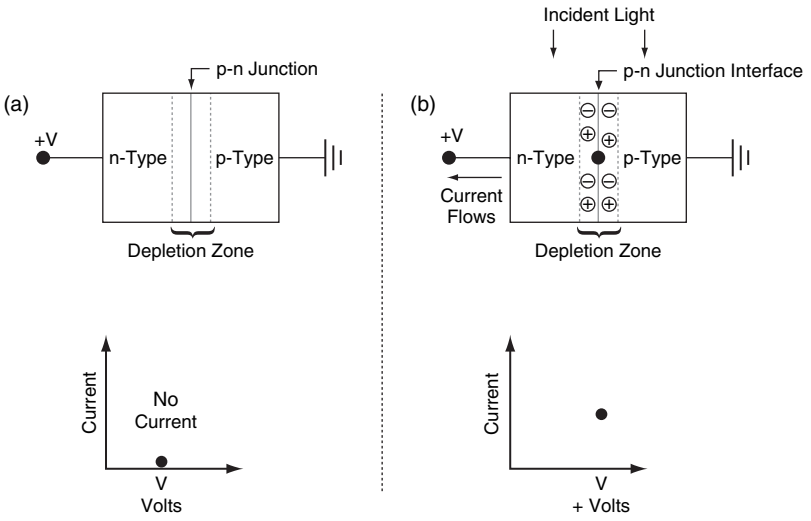 (a)
p-n Junction
+V
n-Type
p-Type
Depletion Zone
Current
No
Current
V
Volts
(b)
Incident Light
p-n Junction Interface
+V
n-Type
− −
+ +
p-Type
Current
Flows
− −
+ +
Depletion Zone
Current
V
+ Volts